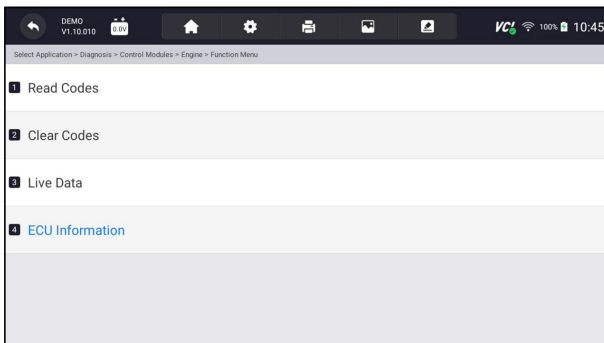 DEMO
V1.10.010
0.0V
VC
100%
10:45
Select Application > Diagnosis > Control Modules > Engine > Function Menu
1 Read Codes
2 Clear Codes
3 Live Data
4 ECU Information